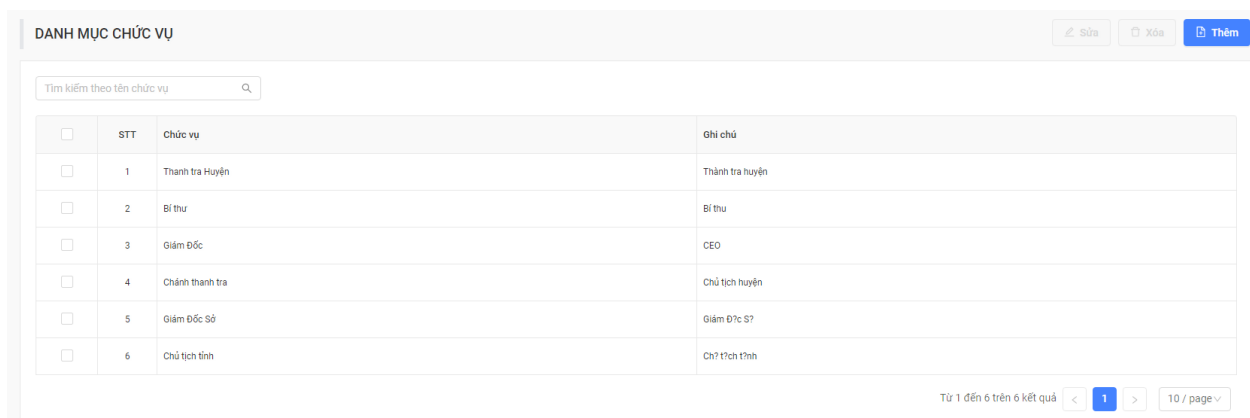 DANH MỤC CHỨC VỤ
Sửa
Xóa
Thêm
Tìm kiếm theo tên chức vụ
STT Chức vụ Ghi chú
1 Thanh tra Huyện Thành tra huyện
2 Bí thư Bí thu
3 Giám Đốc CEO
4 Chánh thanh tra Chủ tịch huyện
5 Giám Đốc Sở Giám Đ?c S?
6 Chủ tịch tỉnh Ch? t?ch t?nh
Từ 1 đến 6 trên 6 kết quả < 1 > 10 / page